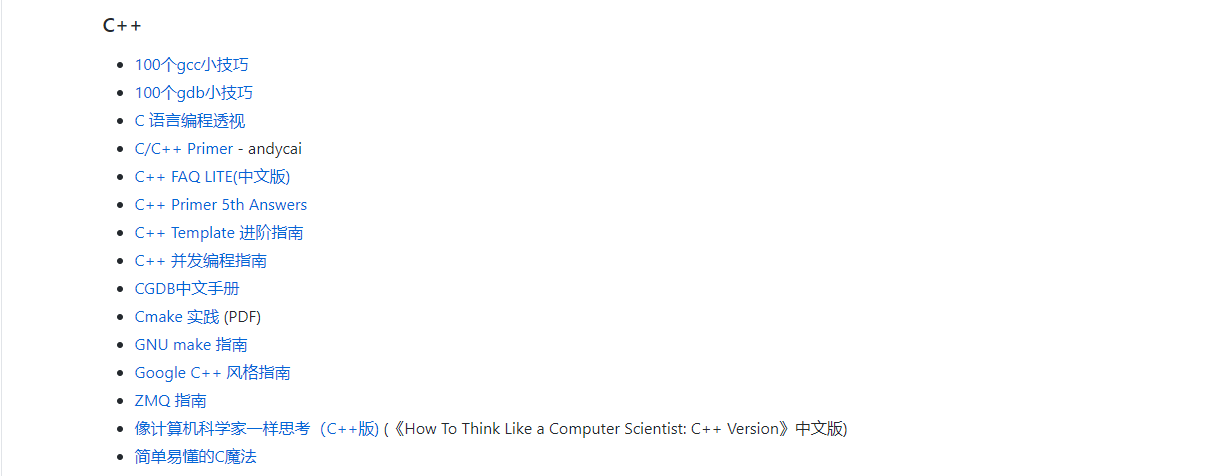 C++
100个gcc小技巧
100个gdb小技巧
C 语言编程透视
C/C++ Primer - andycai
C++ FAQ LITE(中文版)
C++ Primer 5th Answers
C++ Template 进阶指南
C++ 并发编程指南
CGDB中文手册
Cmake 实践 (PDF)
GNU make 指南
Google C++ 风格指南
ZMQ 指南
像计算机科学家一样思考（C++版) (《How To Think Like a Computer Scientist: C++ Version》中文版)
简单易懂的C魔法